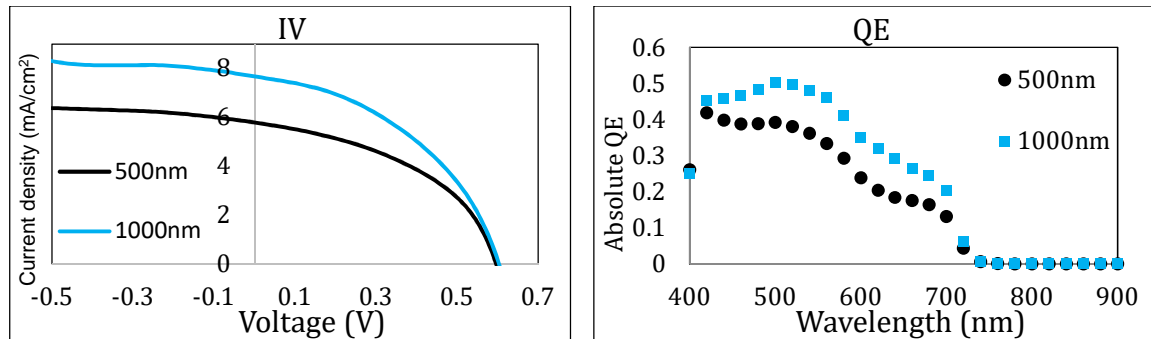 IV
Current density (mA/cm²)
8
6
4
2
0
500nm
1000nm
-0.5 -0.3 -0.1 0.1 0.3 0.5 0.7
Voltage (V)
QE
Absolute QE
0.6
0.5
0.4
0.3
0.2
0.1
0
500nm
1000nm
400 500 600 700 800 900
Wavelength (nm)